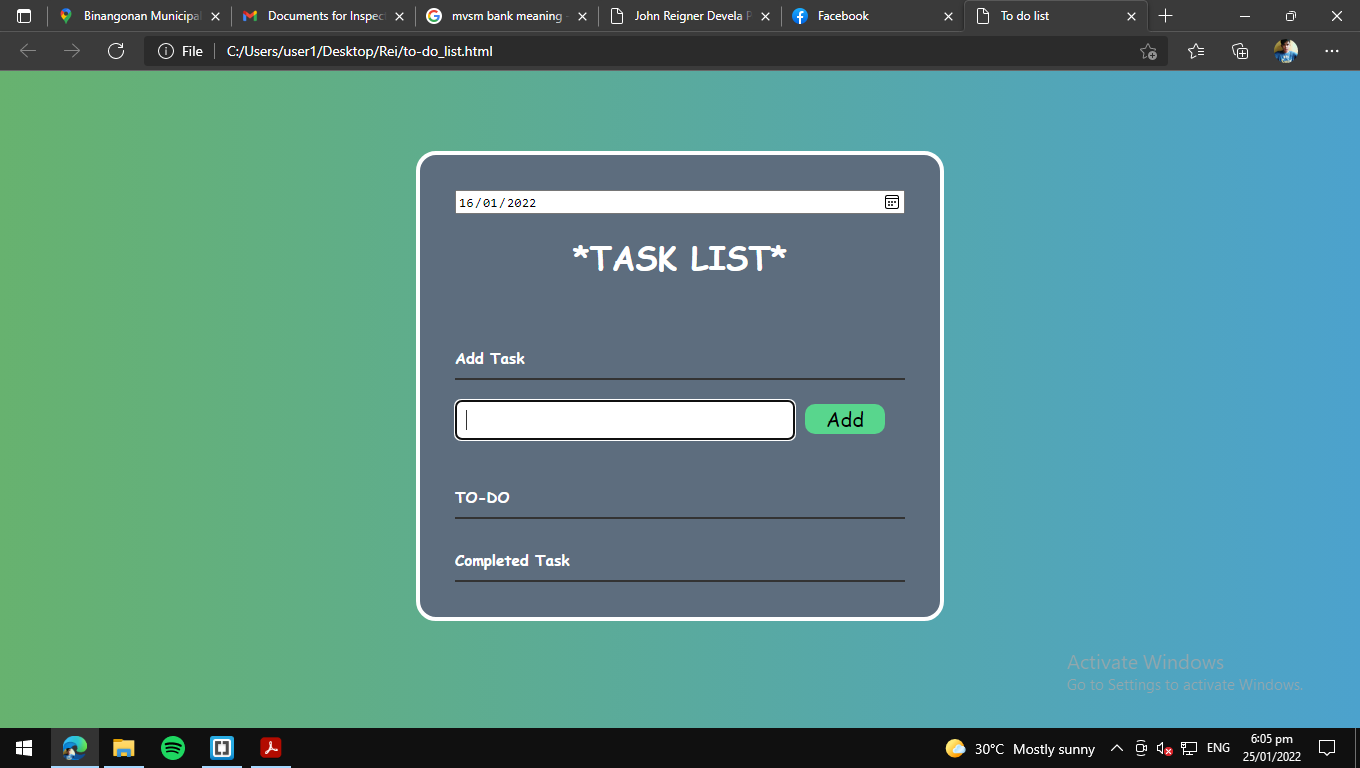 Binangonan Municipal
Documents for Inspec
mvsm bank meaning -
John Reigner Devela P
Facebook
To do list
File
C:/Users/user1/Desktop/Rei/to-do_list.html
16/01/2022
*TASK LIST*
Add Task
Add
TO-DO
Completed Task
Activate Windows
Go to Settings to activate Windows.
30°C Mostly sunny
ENG
6:05 pm
25/01/2022